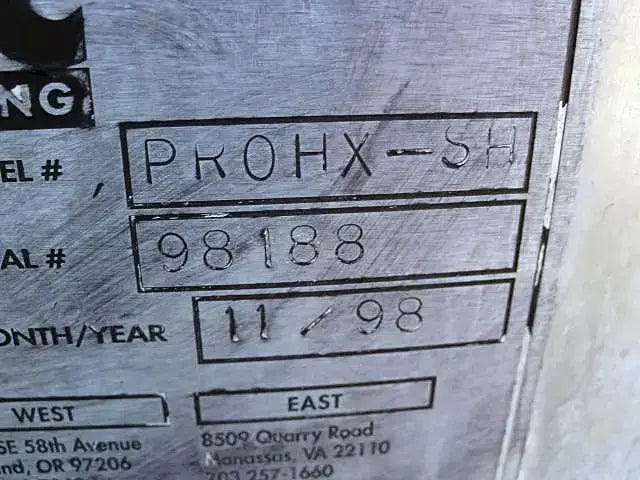 C
NG
EL # PROHX-SH
AL # 98188
ONTH/YEAR 11/98
WEST
SE 58th Avenue
nd, OR 97206
EAST
8509 Quarry Road
Manassas, VA 22110
703 257-1660